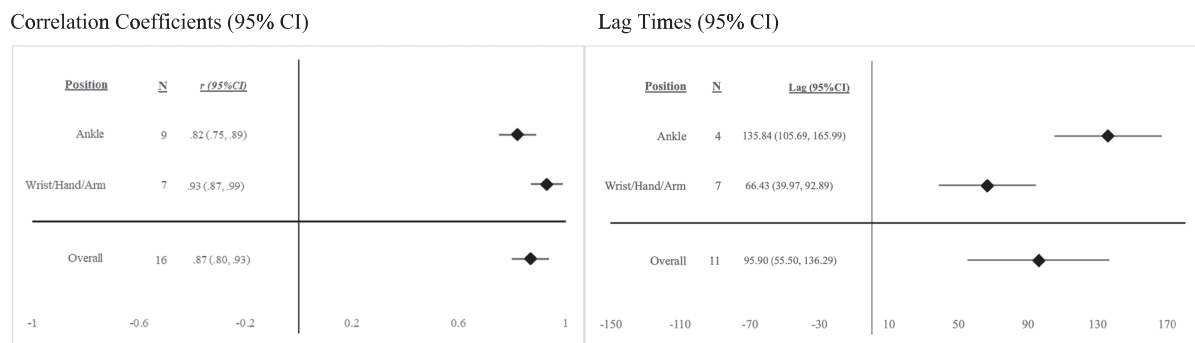 Correlation Coefficients (95% CI)
Position N r (95%CI)
Ankle 9 .82 (.75, .89)
Wrist/Hand/Arm 7 .93 (.87, .99)
Overall 16 .87 (.80, .93)
-1 -0.6 -0.2 0.2 0.6 1
Lag Times (95% CI)
Position N Lag (95%CI)
Ankle 4 135.84 (105.69, 165.99)
Wrist/Hand/Arm 7 66.43 (39.97, 92.89)
Overall 11 95.90 (55.50, 136.29)
-150 -110 -70 -30 10 50 90 130 170